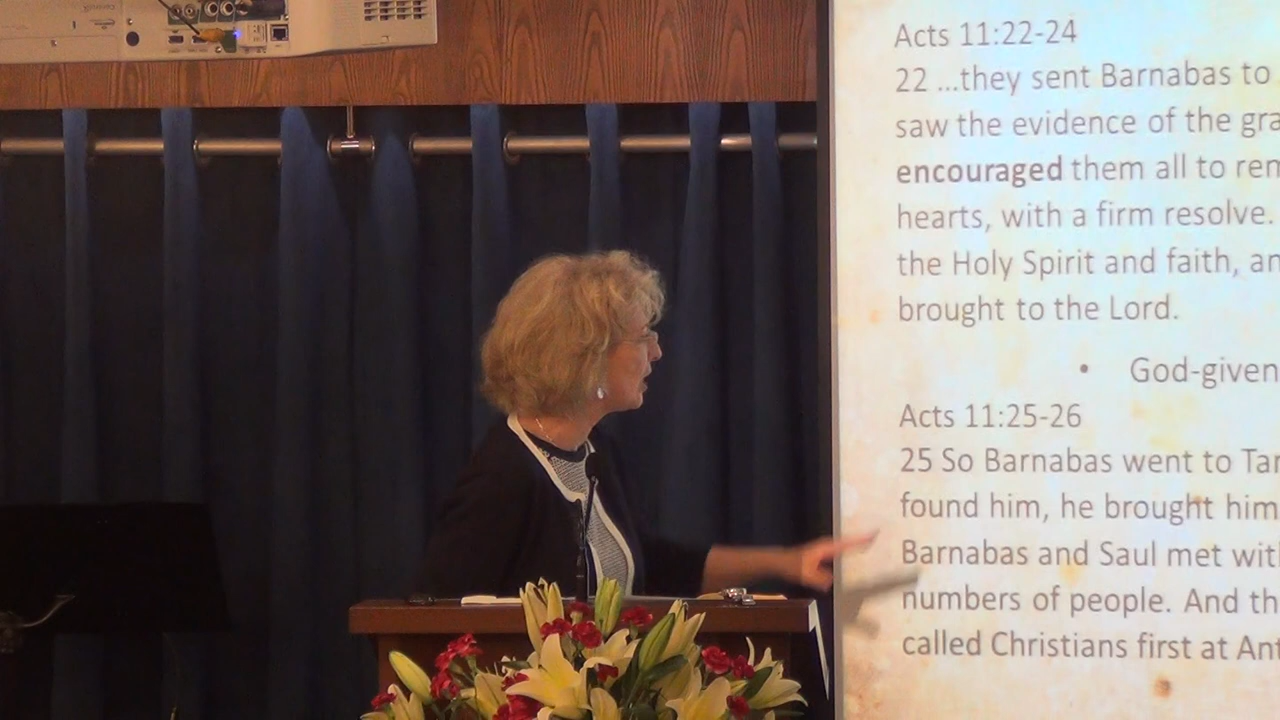 Acts 11:22-24
22 ...they sent Barnabas to
saw the evidence of the gra
encouraged them all to rem
hearts, with a firm resolve.
the Holy Spirit and faith, an
brought to the Lord.
• God-given
Acts 11:25-26
25 So Barnabas went to Tar
found him, he brought him
Barnabas and Saul met with
numbers of people. And th
called Christians first at Ant